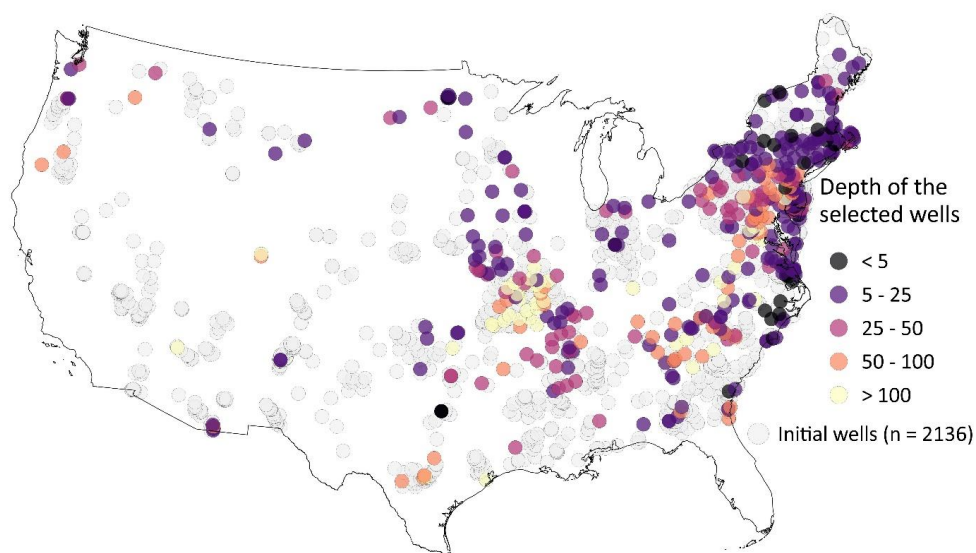 Depth of the
selected wells
< 5
5 - 25
25 - 50
50 - 100
> 100
Initial wells (n = 2136)